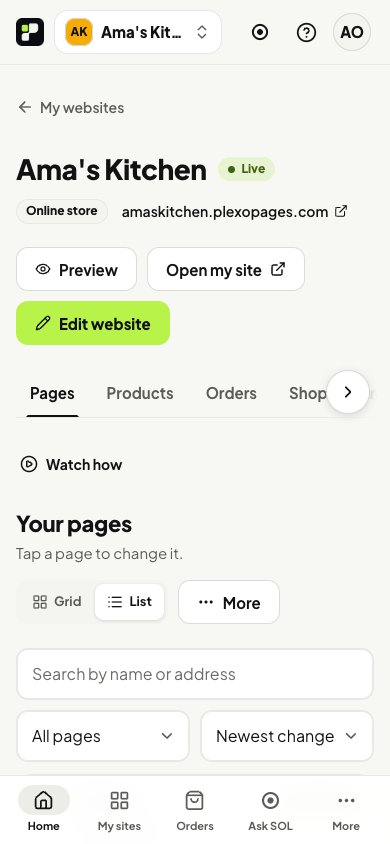 AK Ama's Kit... AO
My websites
Ama's Kitchen Live
Online store amaskitchen.plexopages.com
Preview Open my site
Edit website
Pages Products Orders Shop
Watch how
Your pages
Tap a page to change it.
Grid List More
Search by name or address
All pages Newest change
Home My sites Orders Ask SOL More